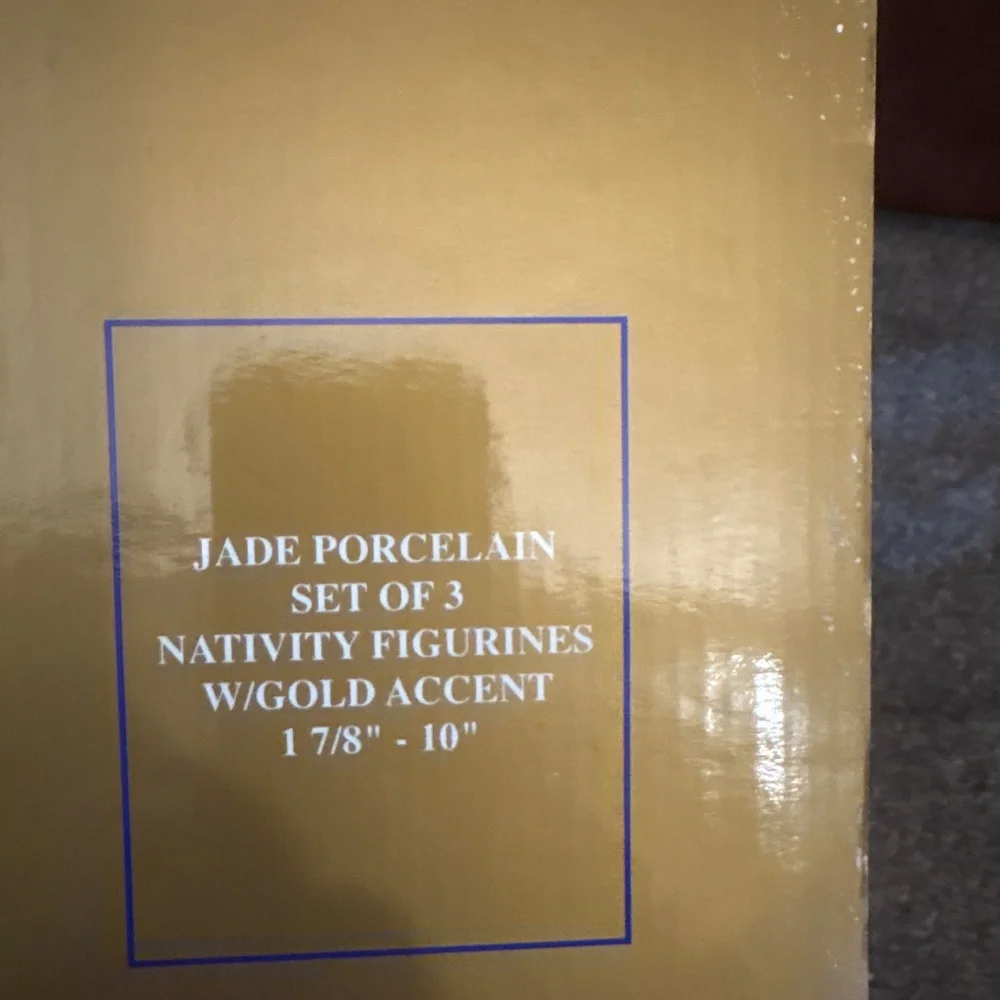 JADE PORCELAIN
SET OF 3
NATIVITY FIGURINES
W/GOLD ACCENT
1 7/8" - 10"